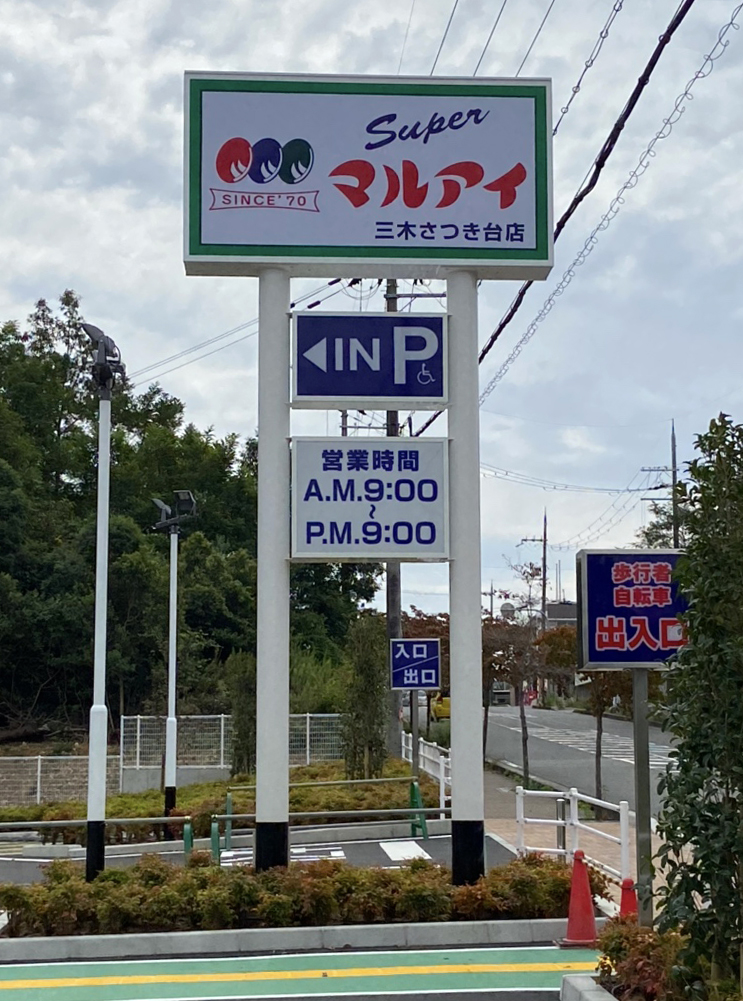 Super
マルアイ
SINCE'70
三木さつき台店
IN P
営業時間
A.M.9:00
~
P.M.9:00
歩行者
自転車
出入口
入口
出口